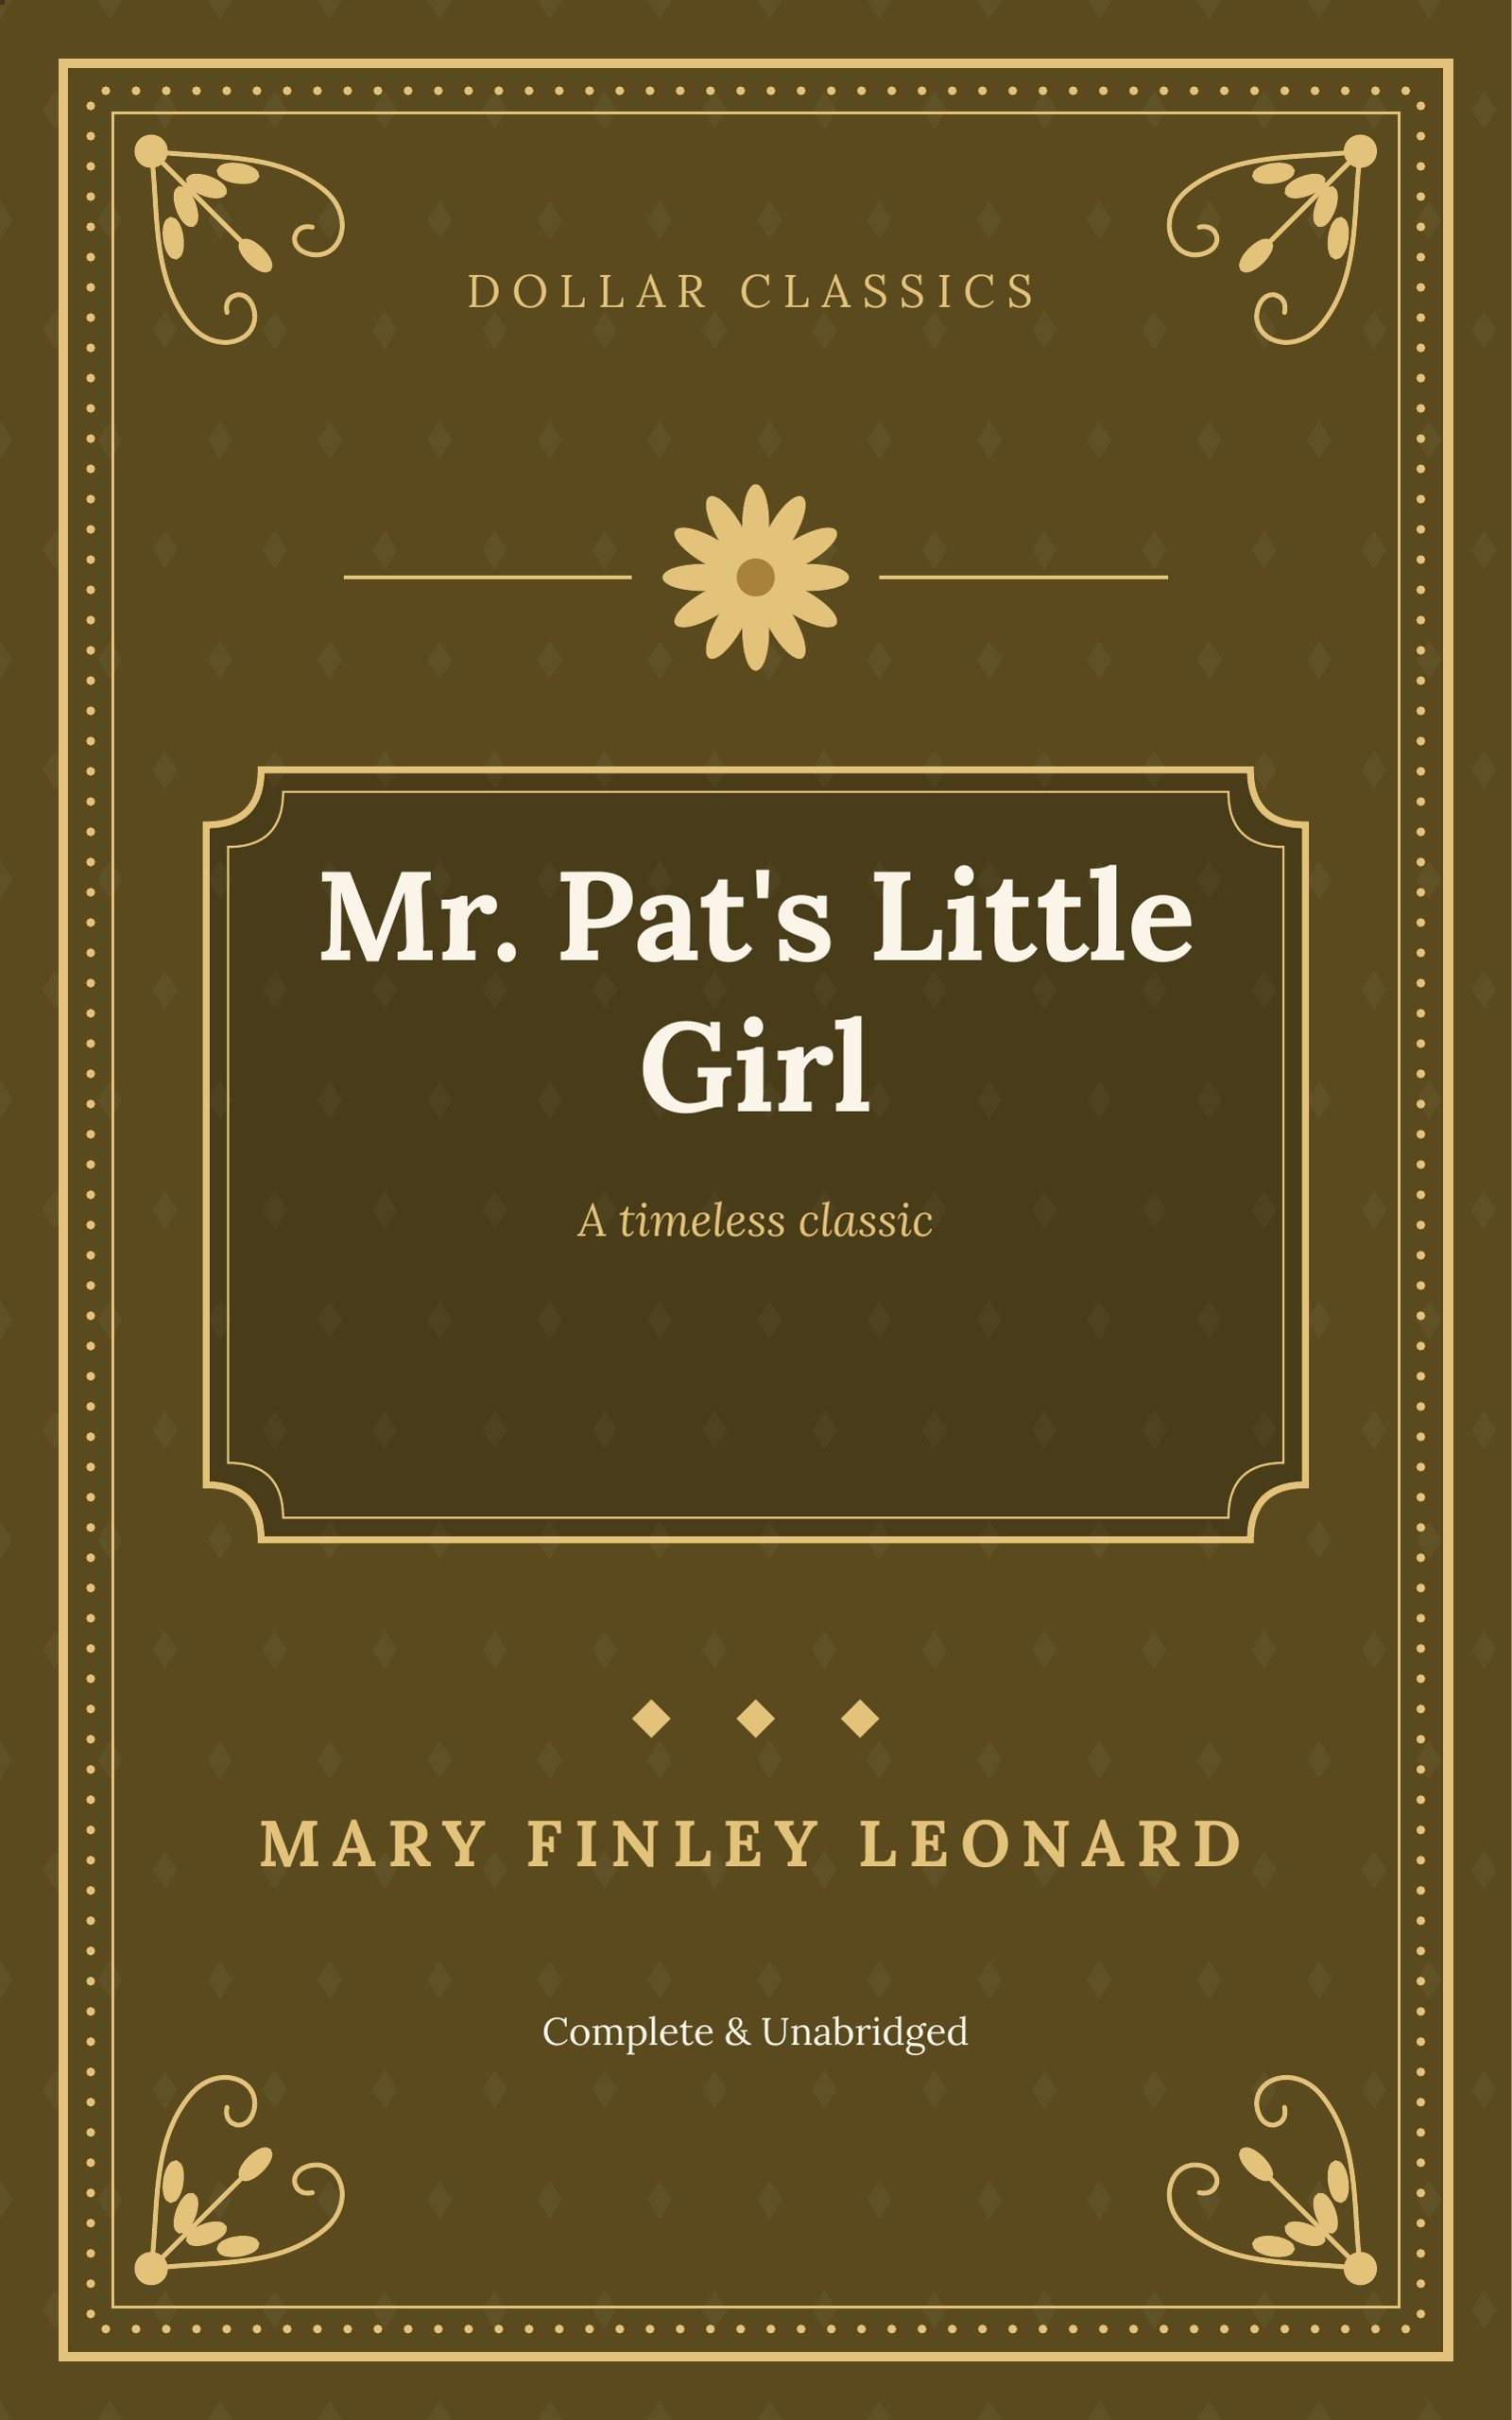 DOLLAR CLASSICS
Mr. Pat's Little
Girl
A timeless classic
MARY FINLEY LEONARD
Complete & Unabridged